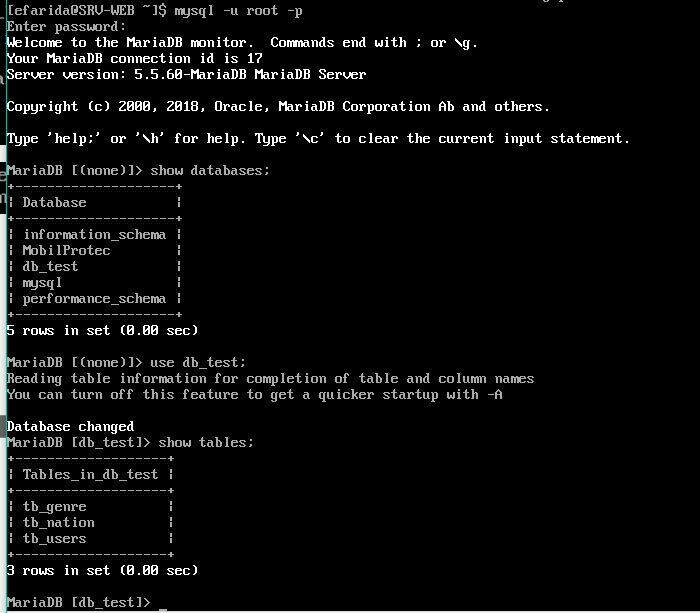 [efarida@SRV-WEB ~]$ mysql -u root -p
Enter password:
Welcome to the MariaDB monitor.  Commands end with ; or \g.
Your MariaDB connection id is 17
Server version: 5.5.60-MariaDB MariaDB Server

Copyright (c) 2000, 2018, Oracle, MariaDB Corporation Ab and others.

Type 'help;' or '\h' for help. Type '\c' to clear the current input statement.

MariaDB [(none)]> show databases;
+--------------------+
| Database           |
+--------------------+
| information_schema |
| MobilProtec        |
| db_test            |
| mysql              |
| performance_schema |
+--------------------+
5 rows in set (0.00 sec)

MariaDB [(none)]> use db_test;
Reading table information for completion of table and column names
You can turn off this feature to get a quicker startup with -A

Database changed
MariaDB [db_test]> show tables;
+-------------------+
| Tables_in_db_test |
+-------------------+
| tb_genre          |
| tb_nation         |
| tb_users          |
+-------------------+
3 rows in set (0.00 sec)

MariaDB [db_test]> _